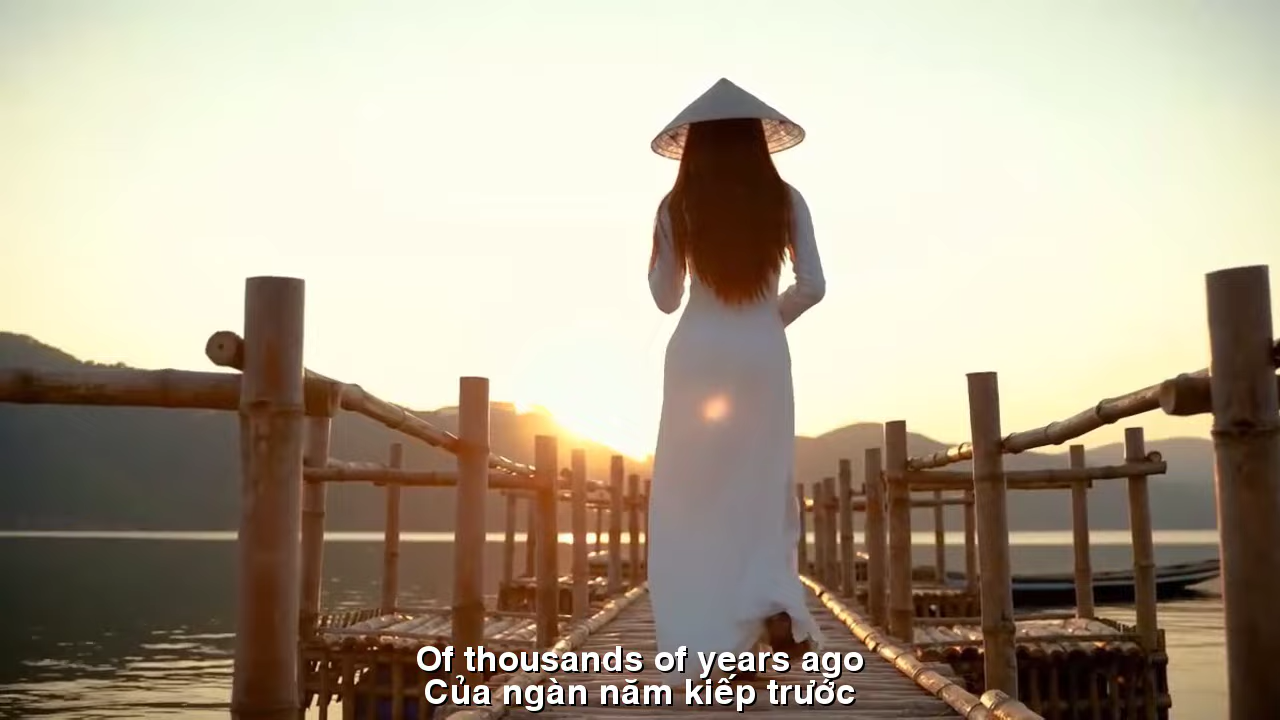 Of thousands of years ago
Của ngàn năm kiếp trước